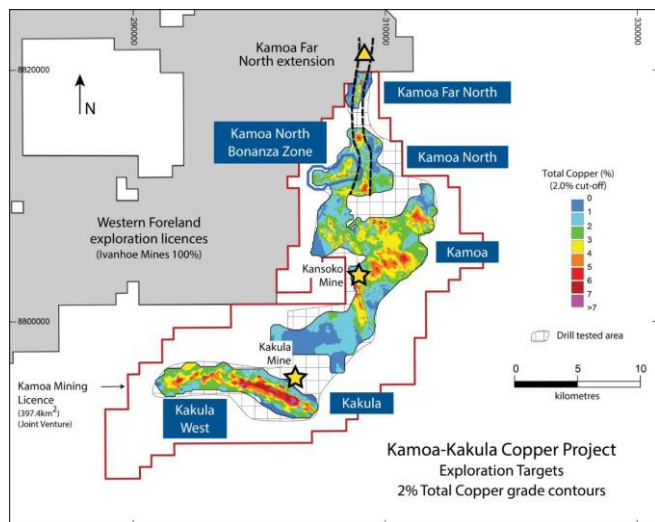 290000
310000
330000
8820000
8800000
N
Kamoa Far
North extension
Kamoa Far North
Kamoa North
Bonanza Zone
Kamoa North
Total Copper (%)
(2.0% cut-off)
0
1
2
3
4
5
6
7
>7
Western Foreland
exploration licences
(Ivanhoe Mines 100%)
Kamoa
Kansoko
Mine
Drill tested area
Kakula
Mine
0
5
10
kilometres
Kamoa Mining
Licence
(397.4km²)
(Joint Venture)
Kakula
West
Kakula
Kamoa-Kakula Copper Project
Exploration Targets
2% Total Copper grade contours